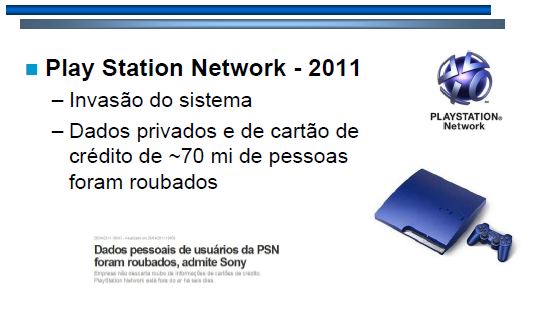 Play Station Network - 2011
– Invasão do sistema
– Dados privados e de cartão de
crédito de ~70 mi de pessoas
foram roubados
PLAYSTATION®
Network
Dados pessoais de usuários da PSN
foram roubados, admite Sony
Empresa não descarta roubo de informações de cartões de crédito.
PlayStation Network está fora do ar há seis dias.